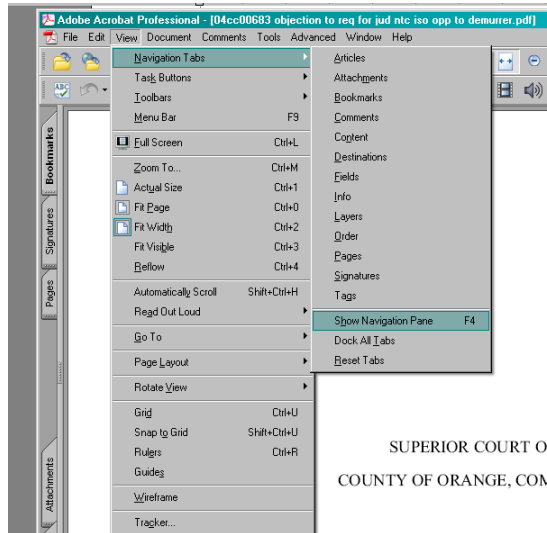 Adobe Acrobat Professional - [04cc00683 objection to req for jud ntc iso opp to demurrer.pdf]
File Edit View Document Comments Tools Advanced Window Help
Navigation Tabs
Task Buttons
Toolbars
Menu Bar F9
Full Screen Ctrl+L
Zoom To... Ctrl+M
Actual Size Ctrl+1
Fit Page Ctrl+0
Fit Width Ctrl+2
Fit Visible Ctrl+3
Reflow Ctrl+4
Automatically Scroll Shift+Ctrl+H
Read Out Loud
Go To
Page Layout
Rotate View
Grid Ctrl+U
Snap to Grid Shift+Ctrl+U
Rulers Ctrl+R
Guides
Wireframe
Tracker...
Articles
Attachments
Bookmarks
Comments
Content
Destinations
Fields
Info
Layers
Order
Pages
Signatures
Tags
Show Navigation Pane F4
Dock All Tabs
Reset Tabs
ABC
Bookmarks
Signatures
Pages
Attachments
SUPERIOR COURT O
COUNTY OF ORANGE, COM